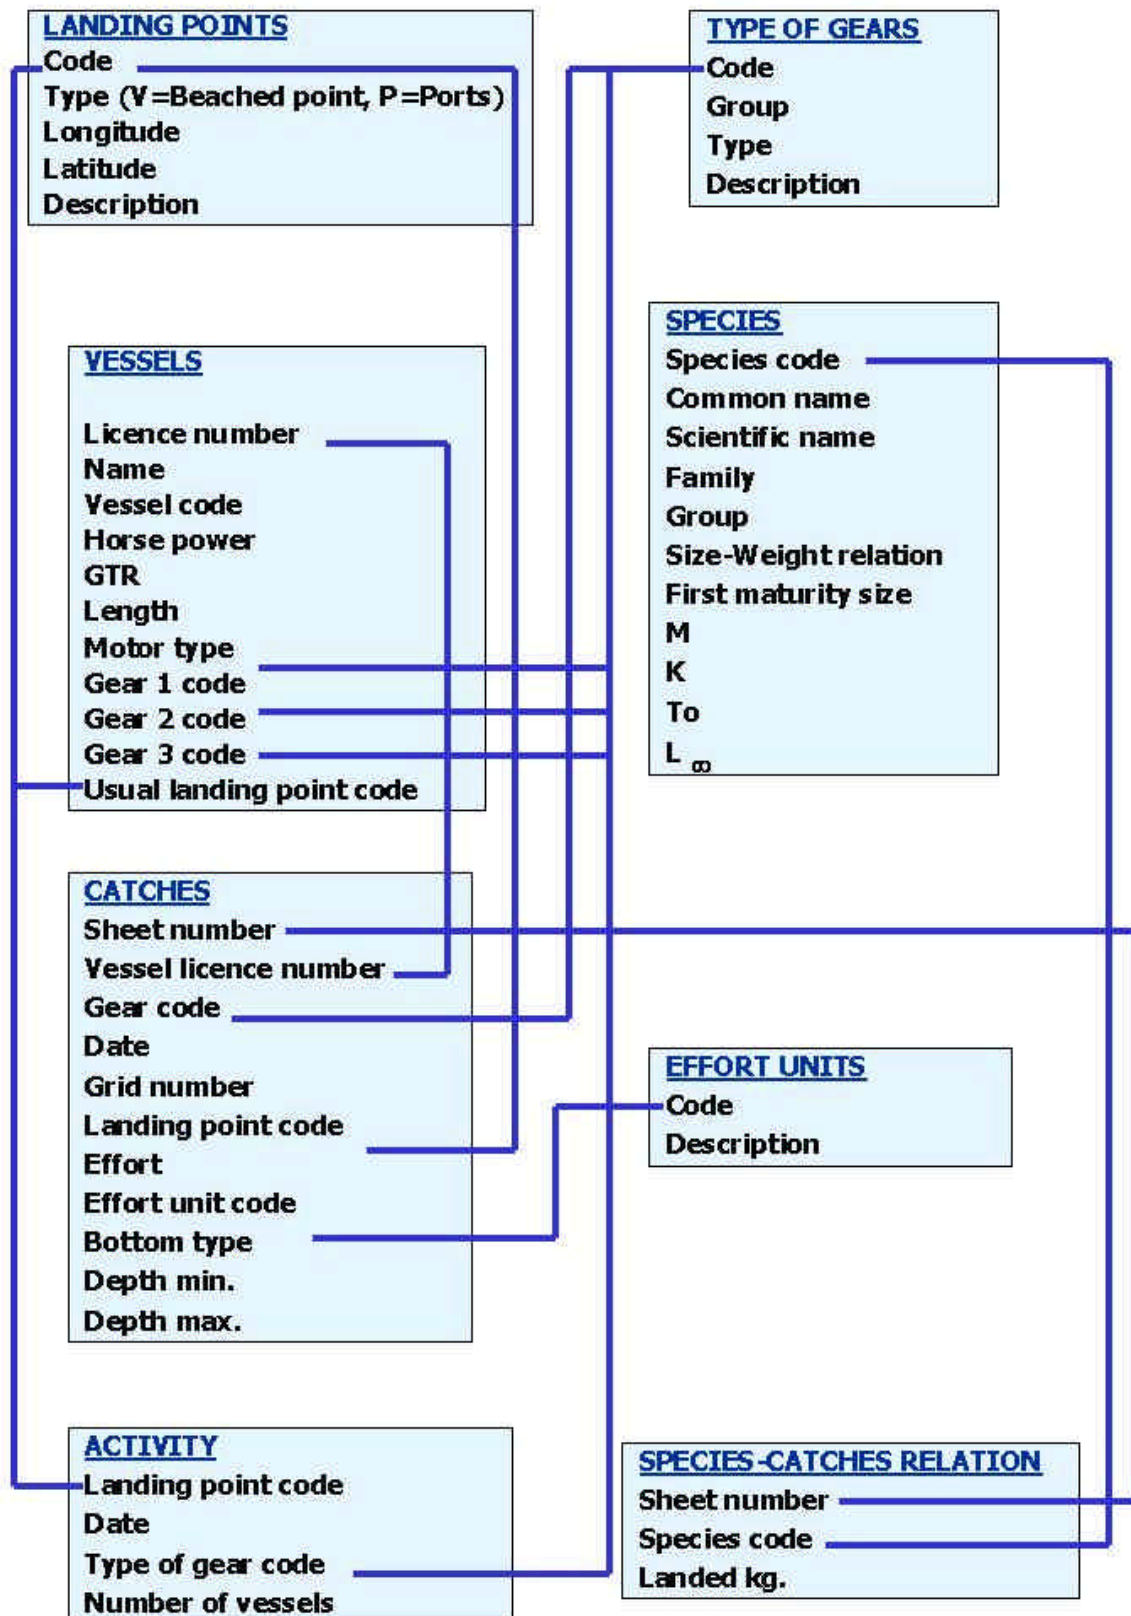 LANDING POINTS
Code
Type (V=Beached point, P=Ports)
Longitude
Latitude
Description
TYPE OF GEARS
Code
Group
Type
Description
VESSELS
Licence number
Name
Vessel code
Horse power
GTR
Length
Motor type
Gear 1 code
Gear 2 code
Gear 3 code
Usual landing point code
SPECIES
Species code
Common name
Scientific name
Family
Group
Size-Weight relation
First maturity size
M
K
To
L ∞
CATCHES
Sheet number
Vessel licence number
Gear code
Date
Grid number
Landing point code
Effort
Effort unit code
Bottom type
Depth min.
Depth max.
EFFORT UNITS
Code
Description
ACTIVITY
Landing point code
Date
Type of gear code
Number of vessels
SPECIES-CATCHES RELATION
Sheet number
Species code
Landed kg.